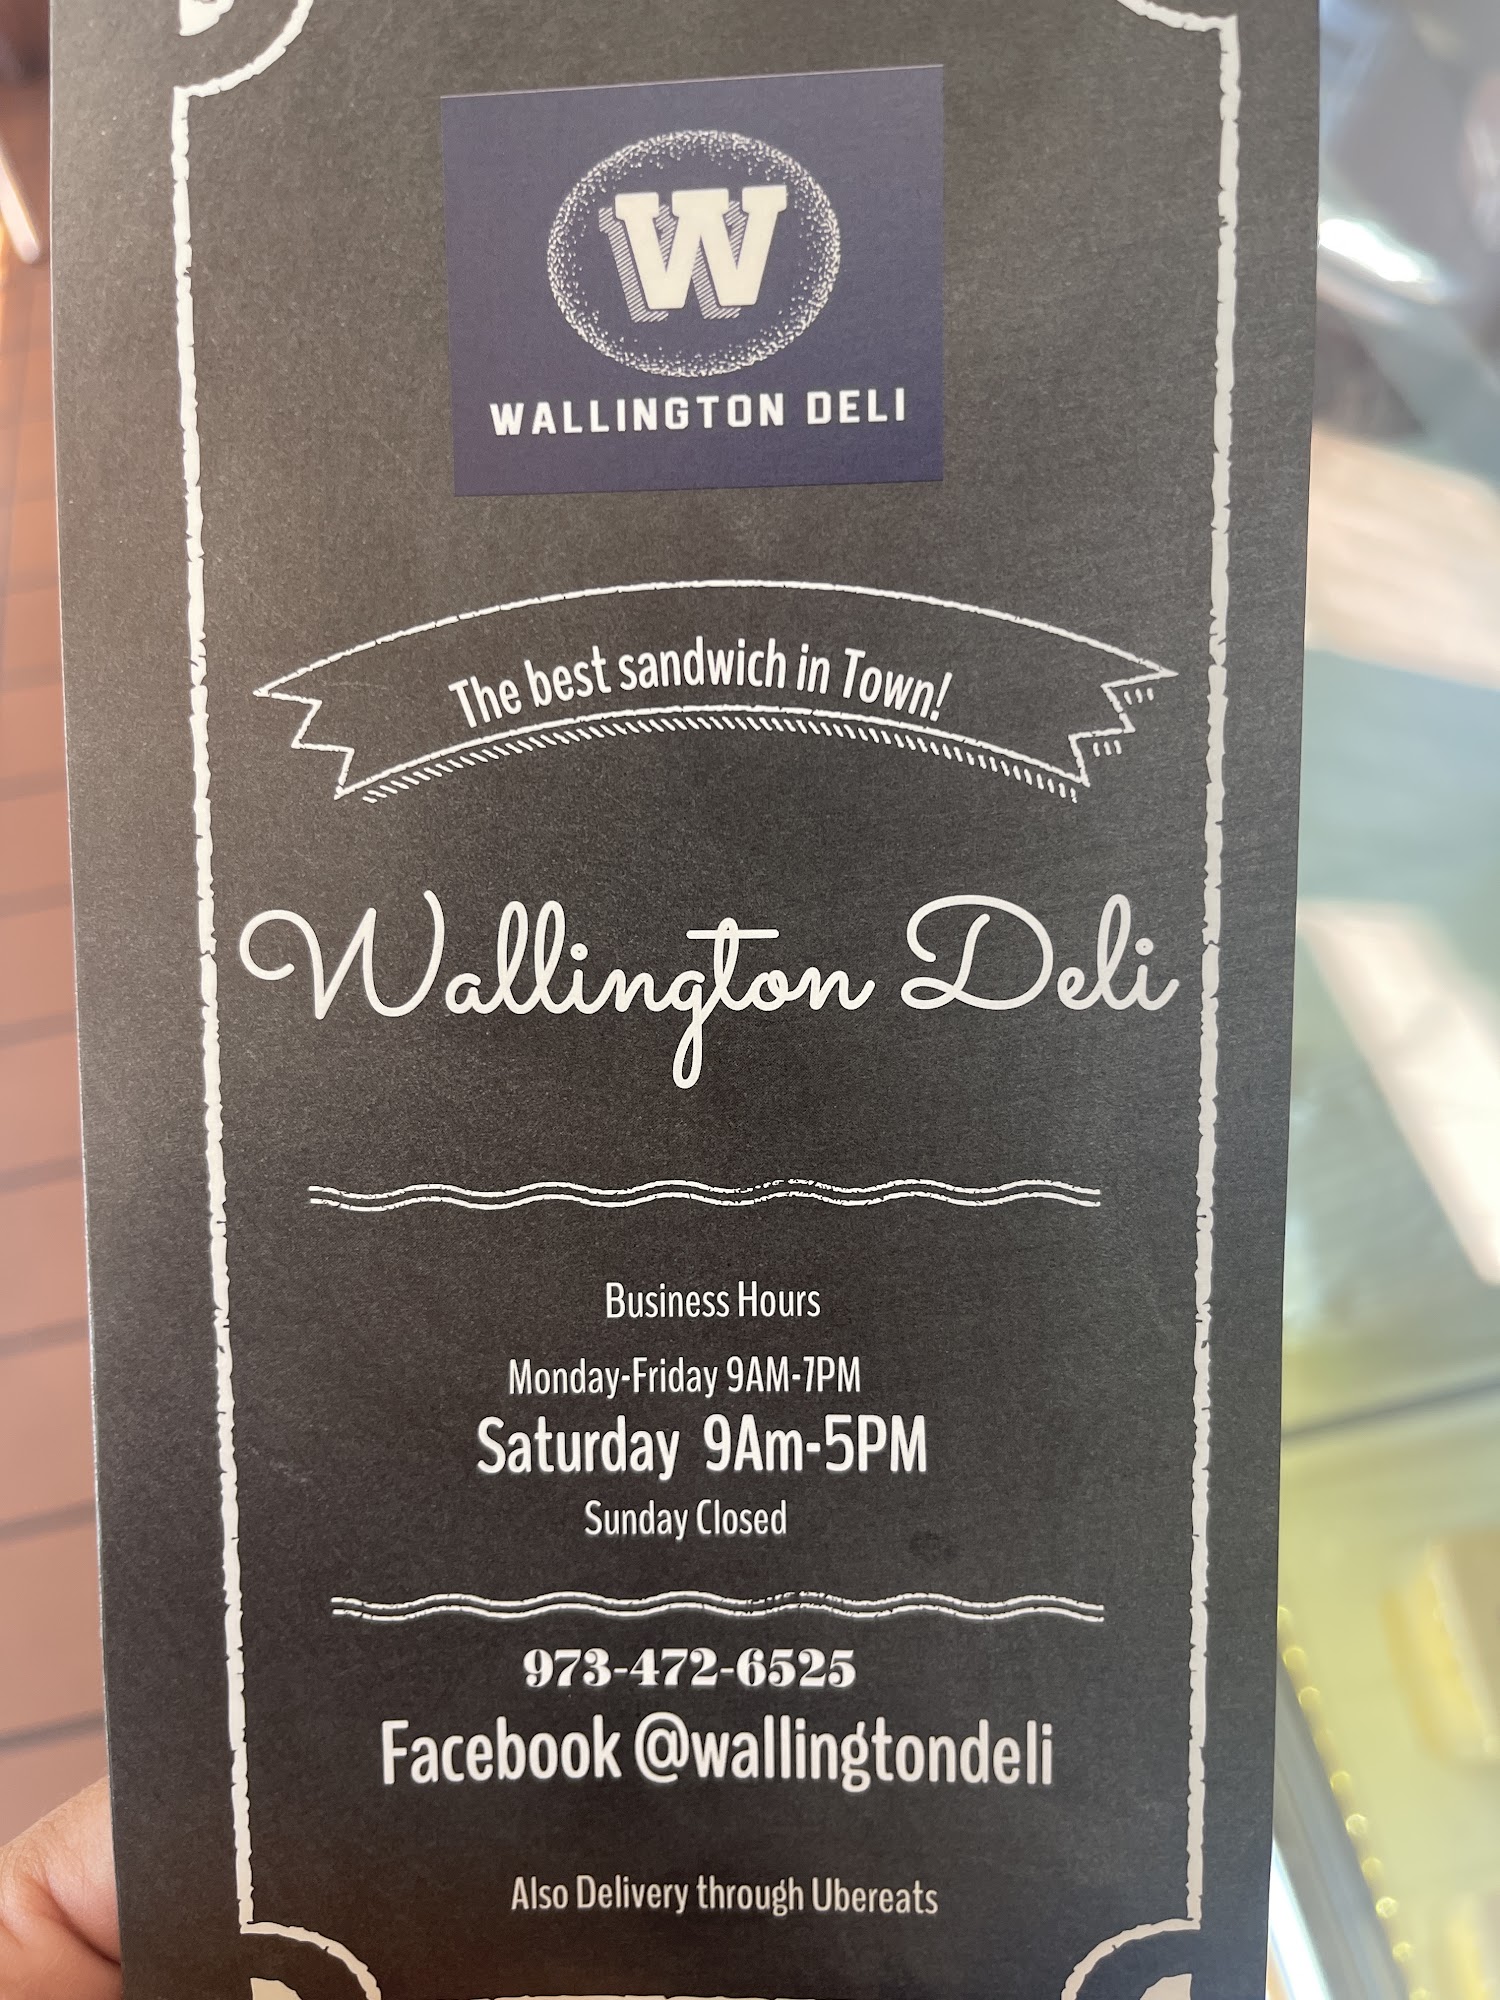 W
WALLINGTON DELI
The best sandwich in Town!
Wallington Deli
Business Hours
Monday-Friday 9AM-7PM
Saturday 9Am-5PM
Sunday Closed
973-472-6525
Facebook @wallingtondeli
Also Delivery through Ubereats